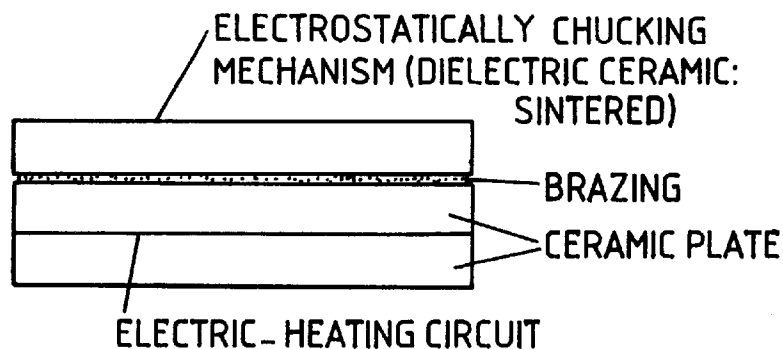 ELECTROSTATICALLY CHUCKING
MECHANISM (DIELECTRIC CERAMIC:
SINTERED)
BRAZING
CERAMIC PLATE
ELECTRIC-HEATING CIRCUIT